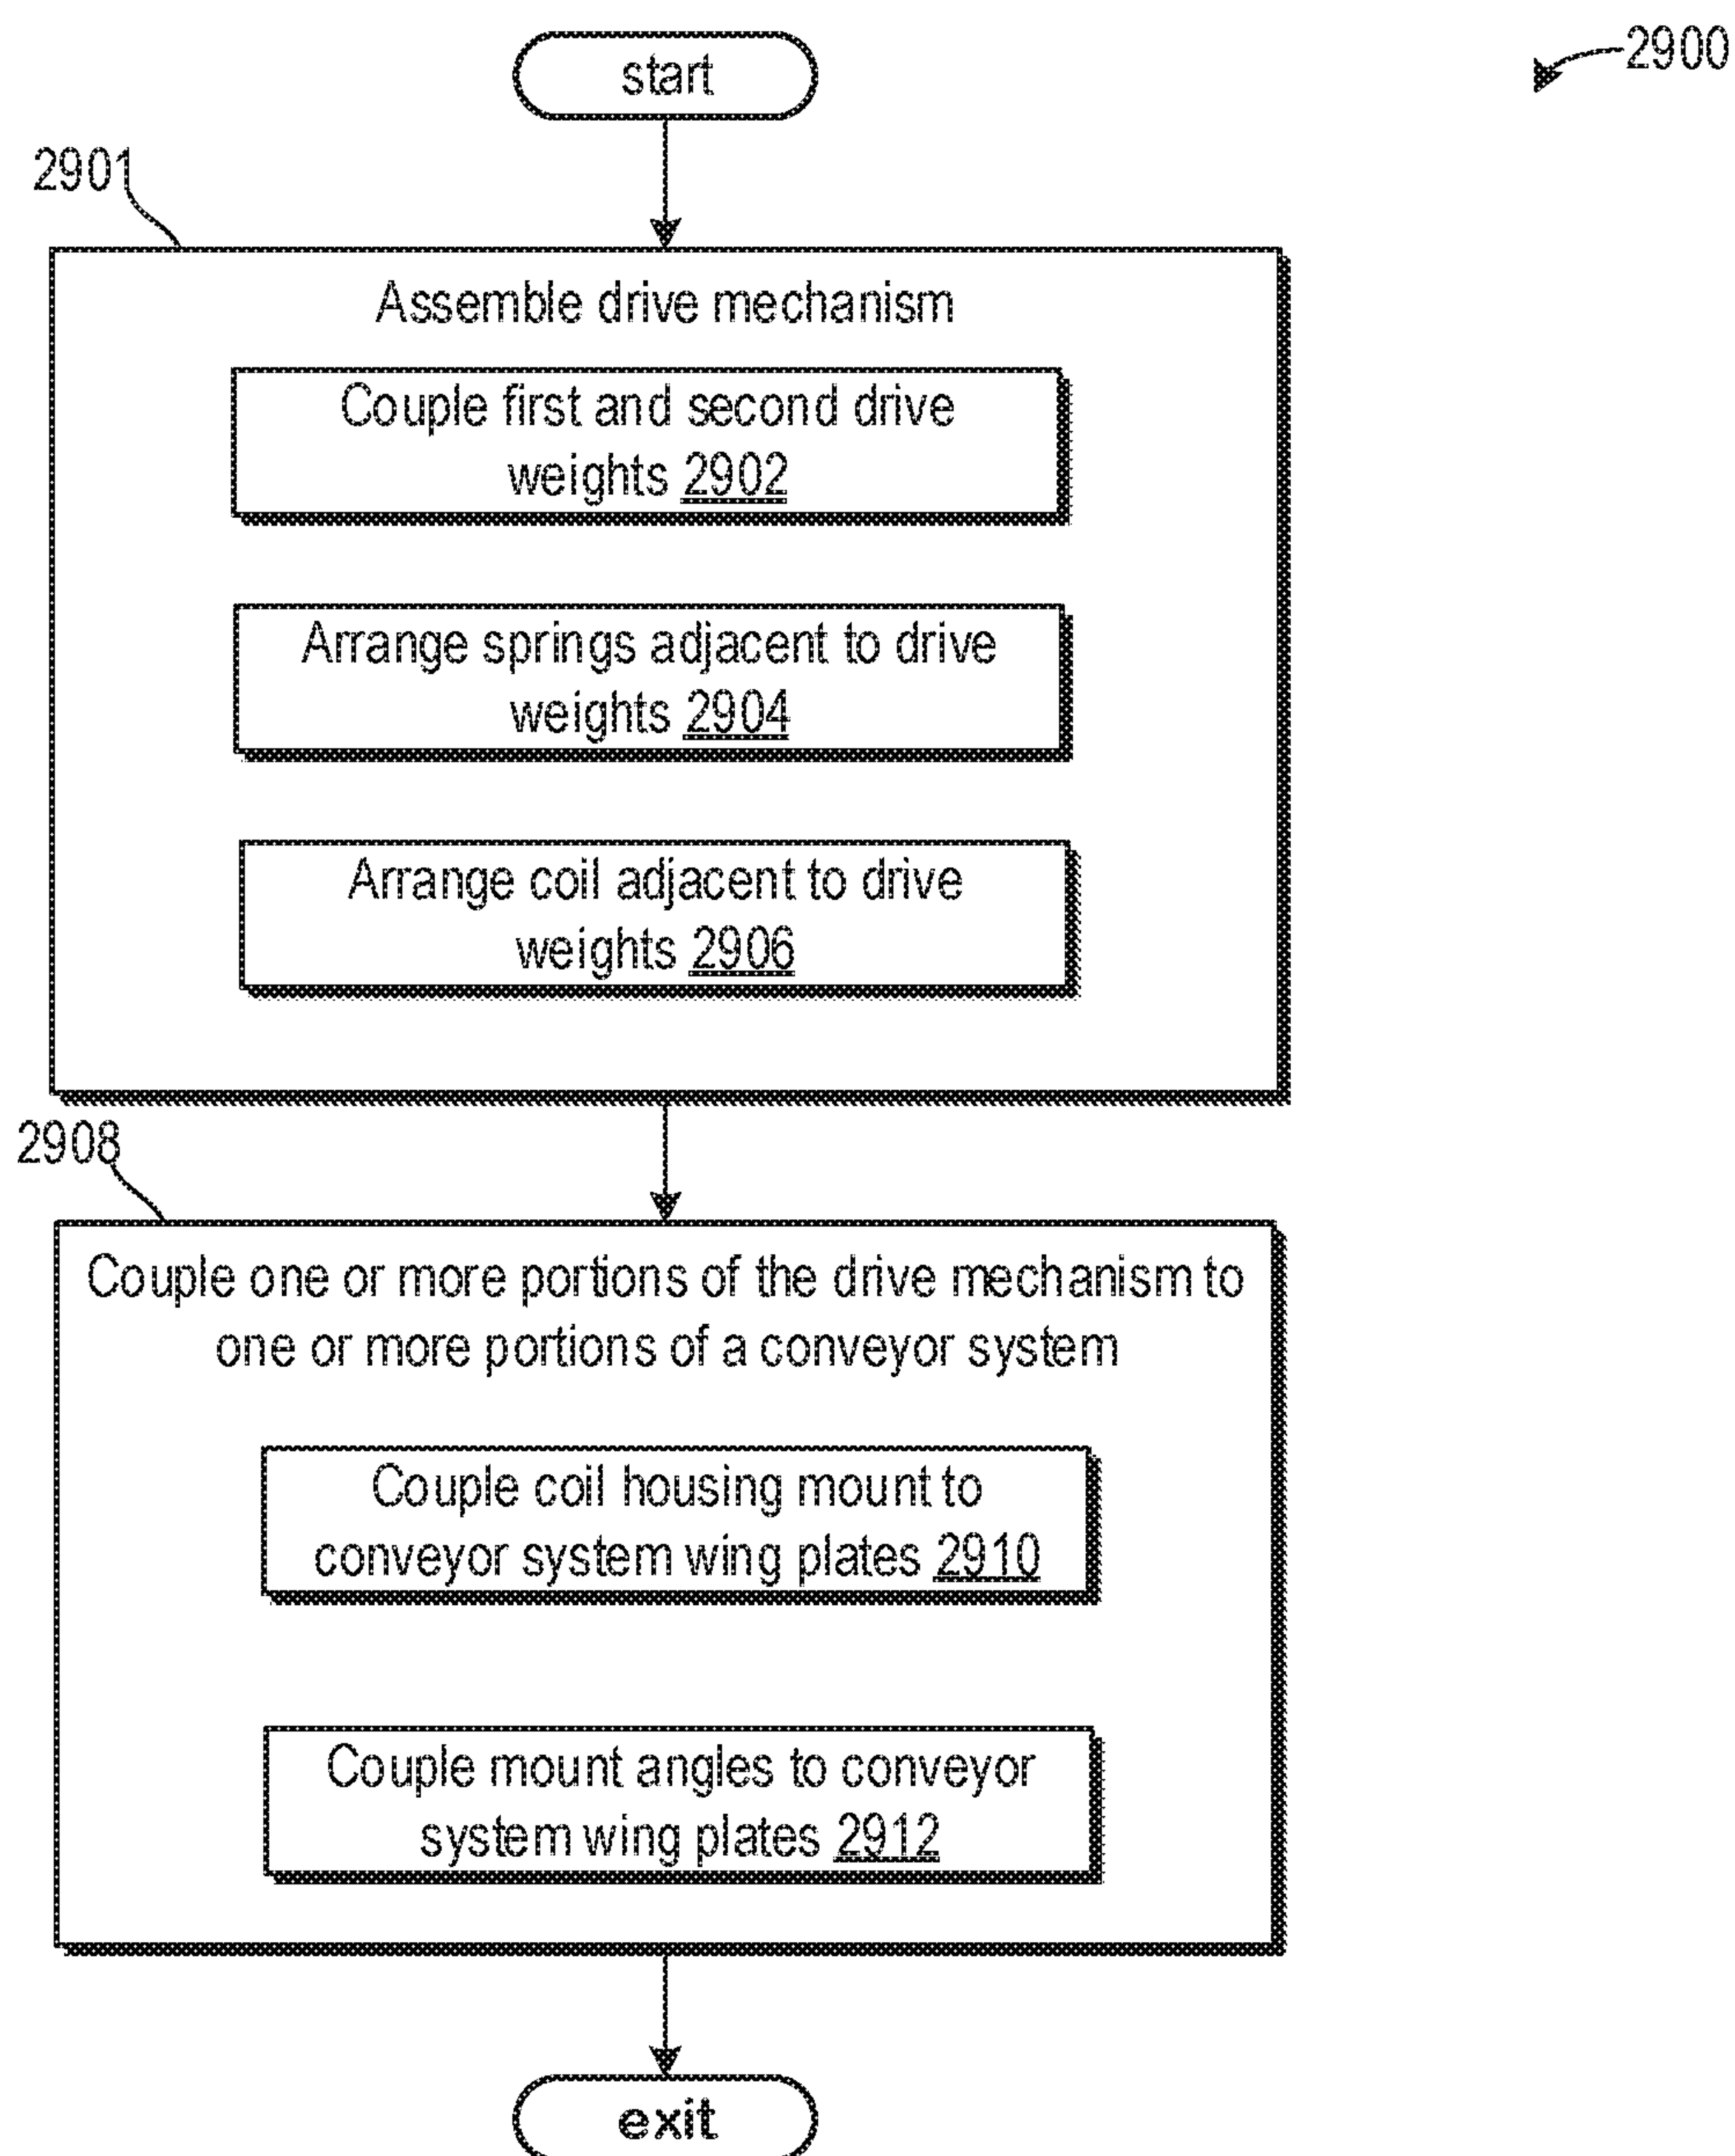 start
2900
2901
Assemble drive mechanism
Couple first and second drive
weights 2902
Arrange springs adjacent to drive
weights 2904
Arrange coil adjacent to drive
weights 2906
2908
Couple one or more portions of the drive mechanism to
one or more portions of a conveyor system
Couple coil housing mount to
conveyor system wing plates 2910
Couple mount angles to conveyor
system wing plates 2912
exit